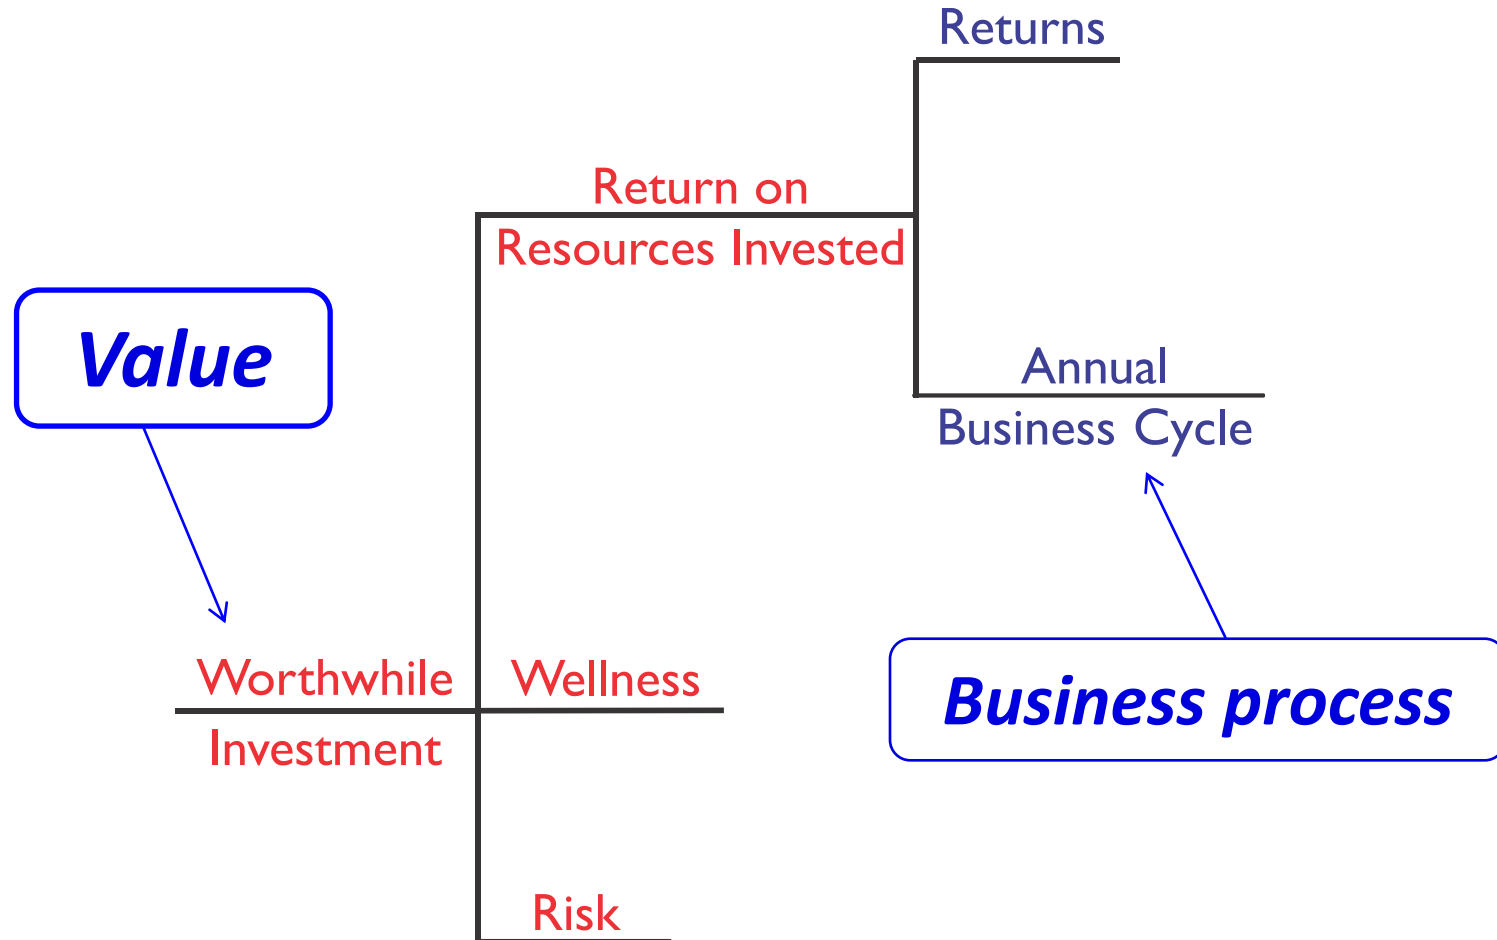 Returns
Return on
Resources Invested
Value
Annual
Business Cycle
Worthwhile
Investment
Wellness
Business process
Risk